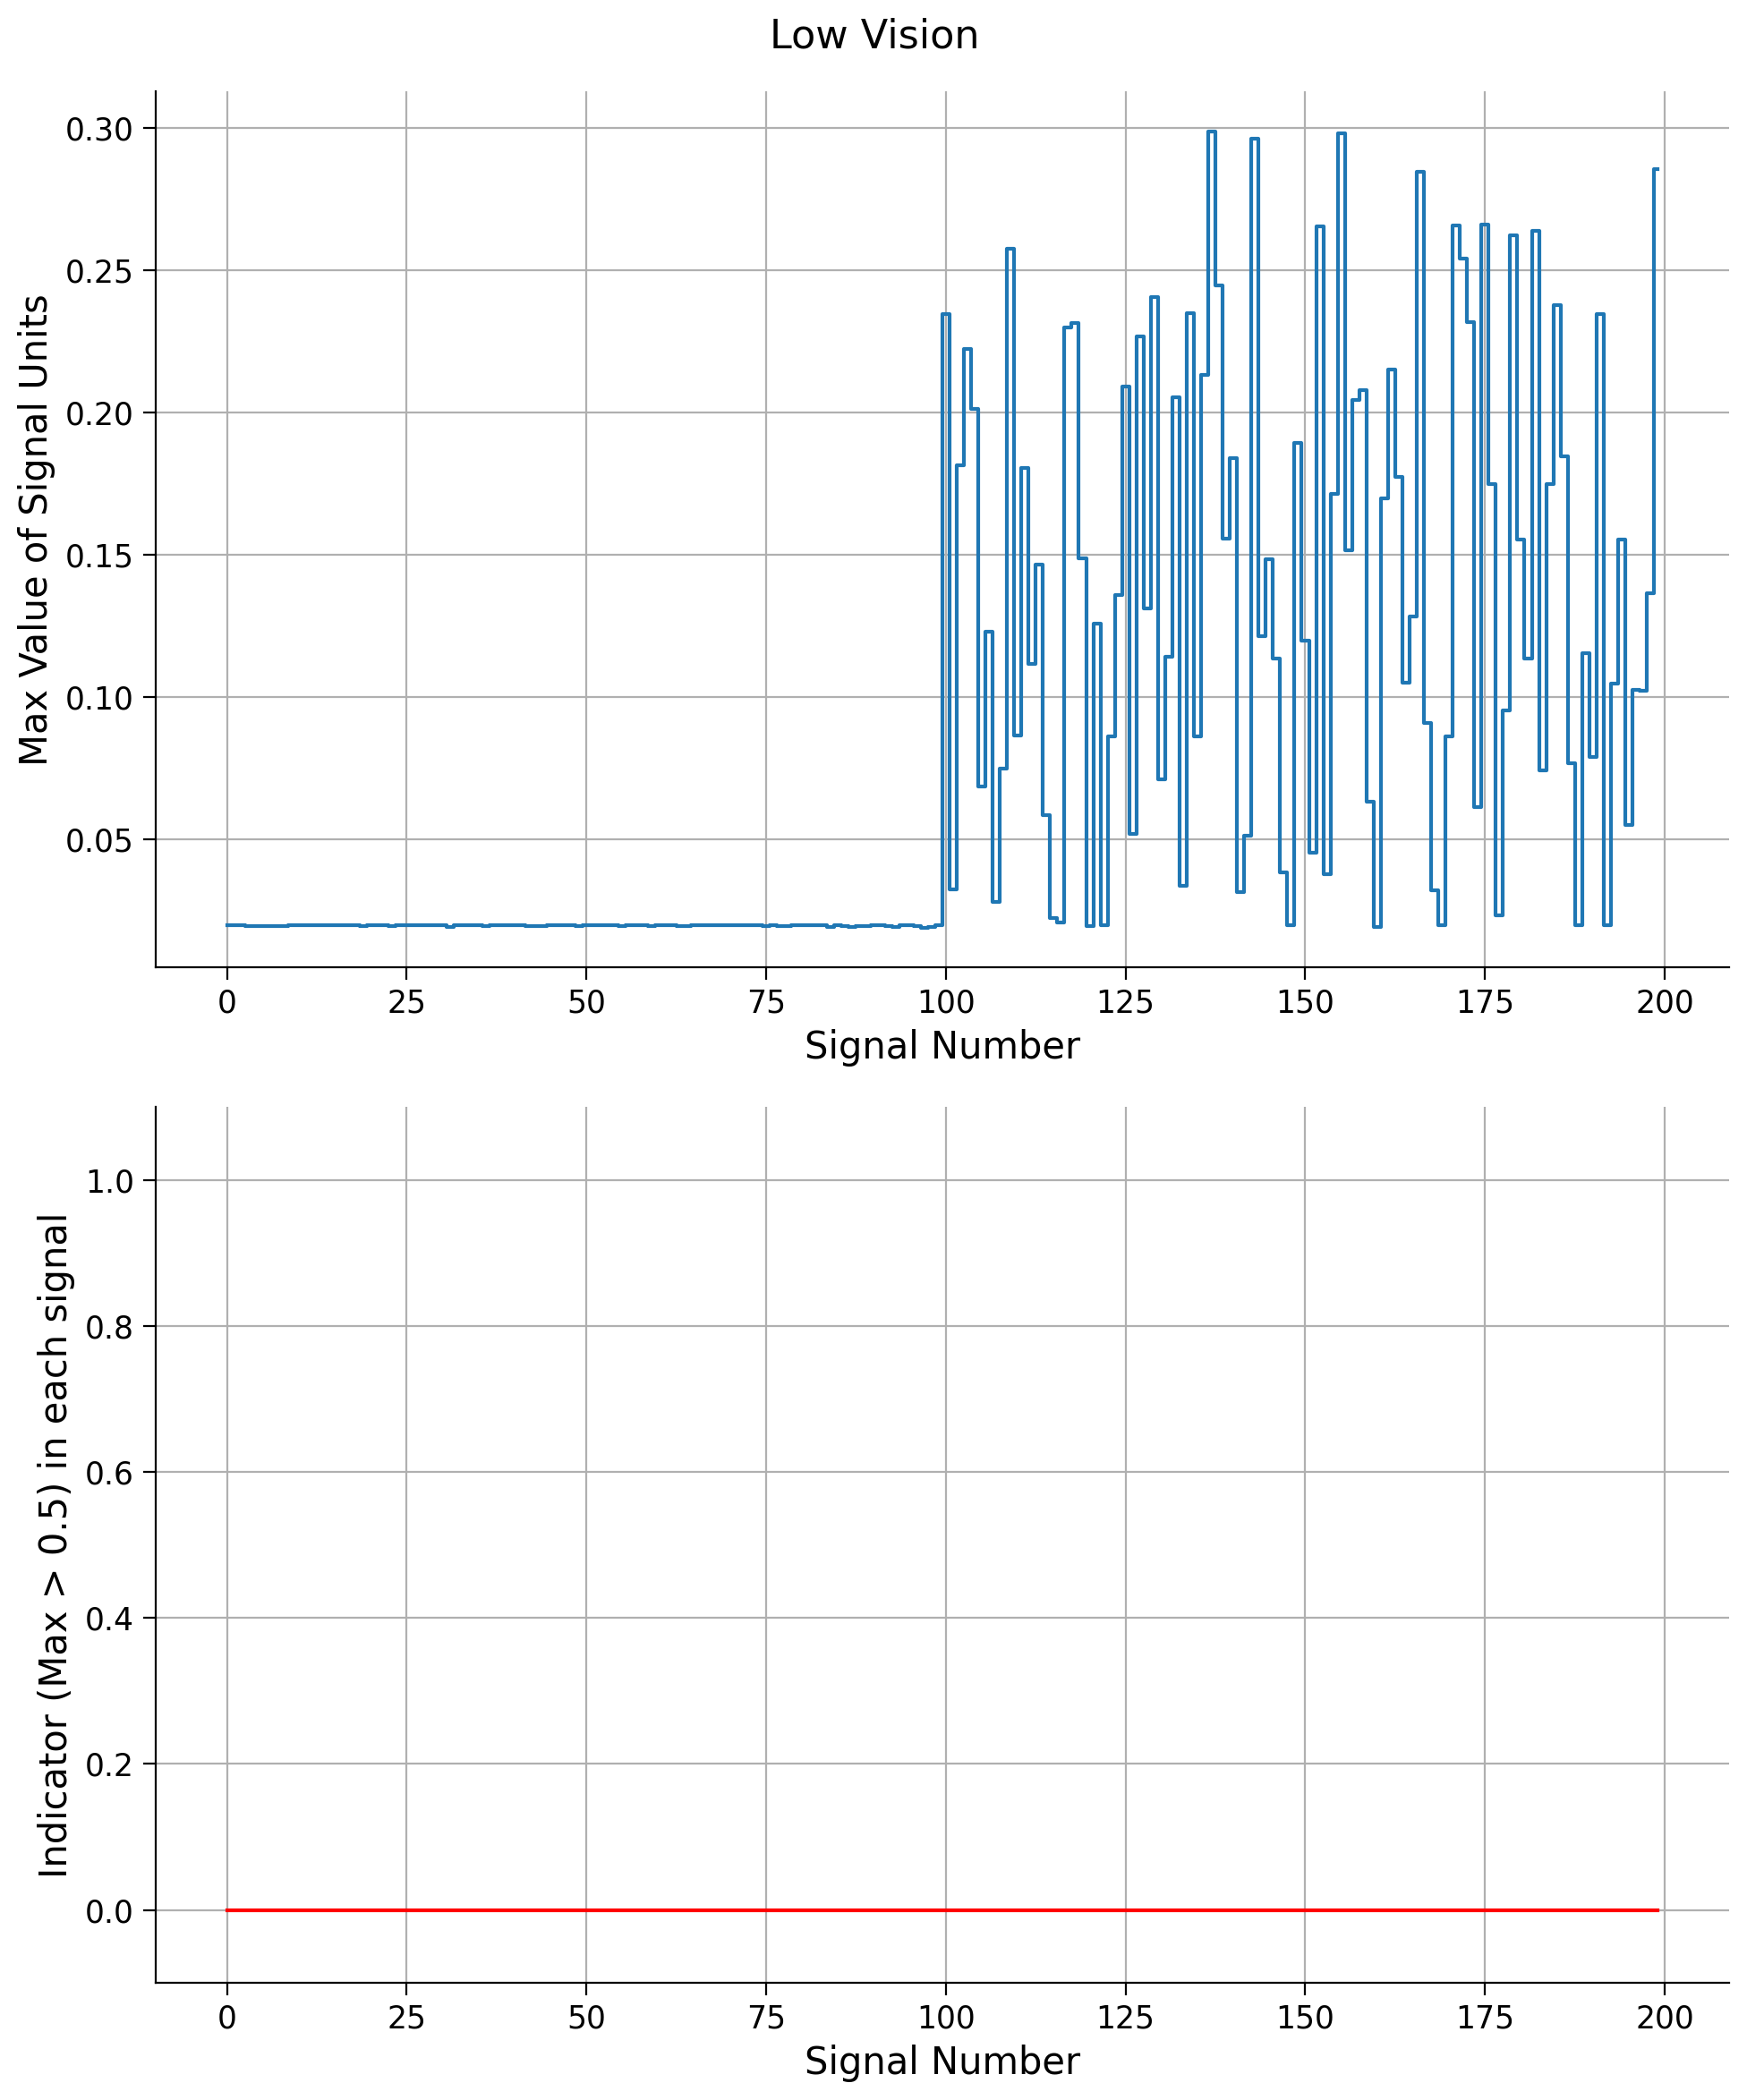 Low Vision
Max Value of Signal Units
0.30
0.25
0.20
0.15
0.10
0.05
0 25 50 75 100 125 150 175 200
Signal Number
Indicator (Max > 0.5) in each signal
1.0
0.8
0.6
0.4
0.2
0.0
0 25 50 75 100 125 150 175 200
Signal Number